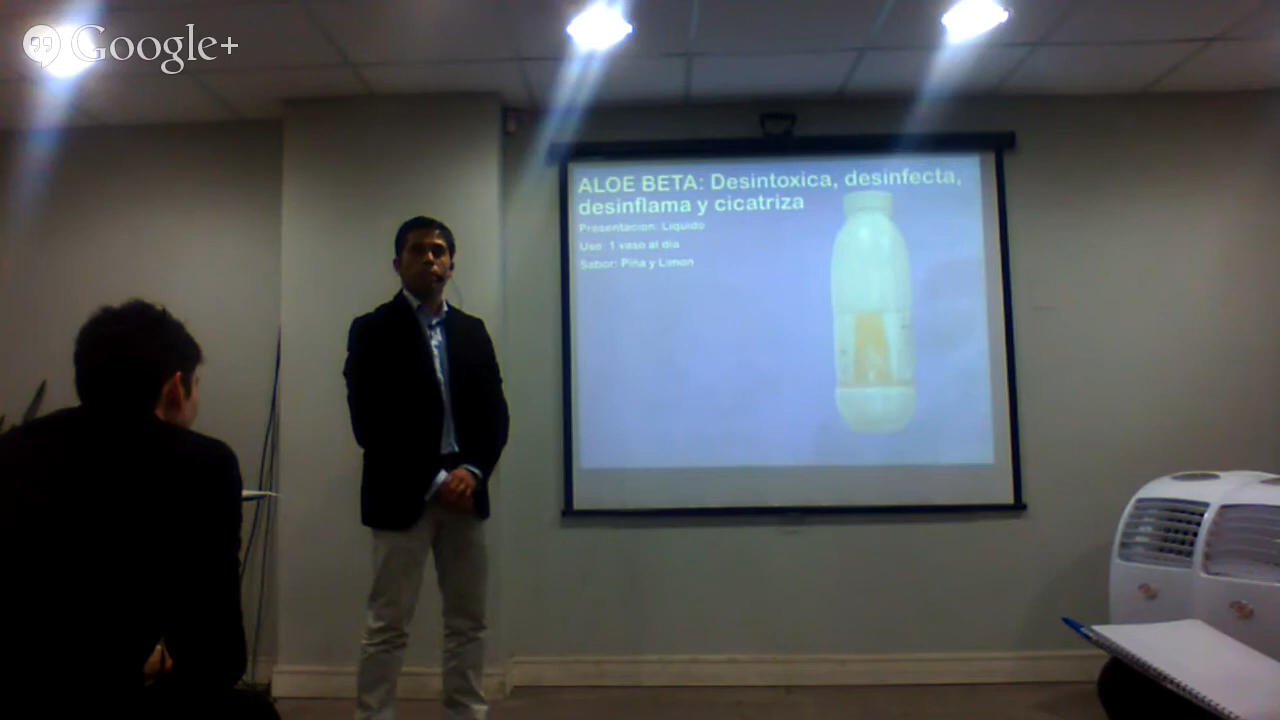 Google+
ALOE BETA: Desintoxica, desinfecta,
desinflama y cicatriza
Presentacion: Liquido
Uso: 1 vaso al dia
Sabor: Piña y Limon